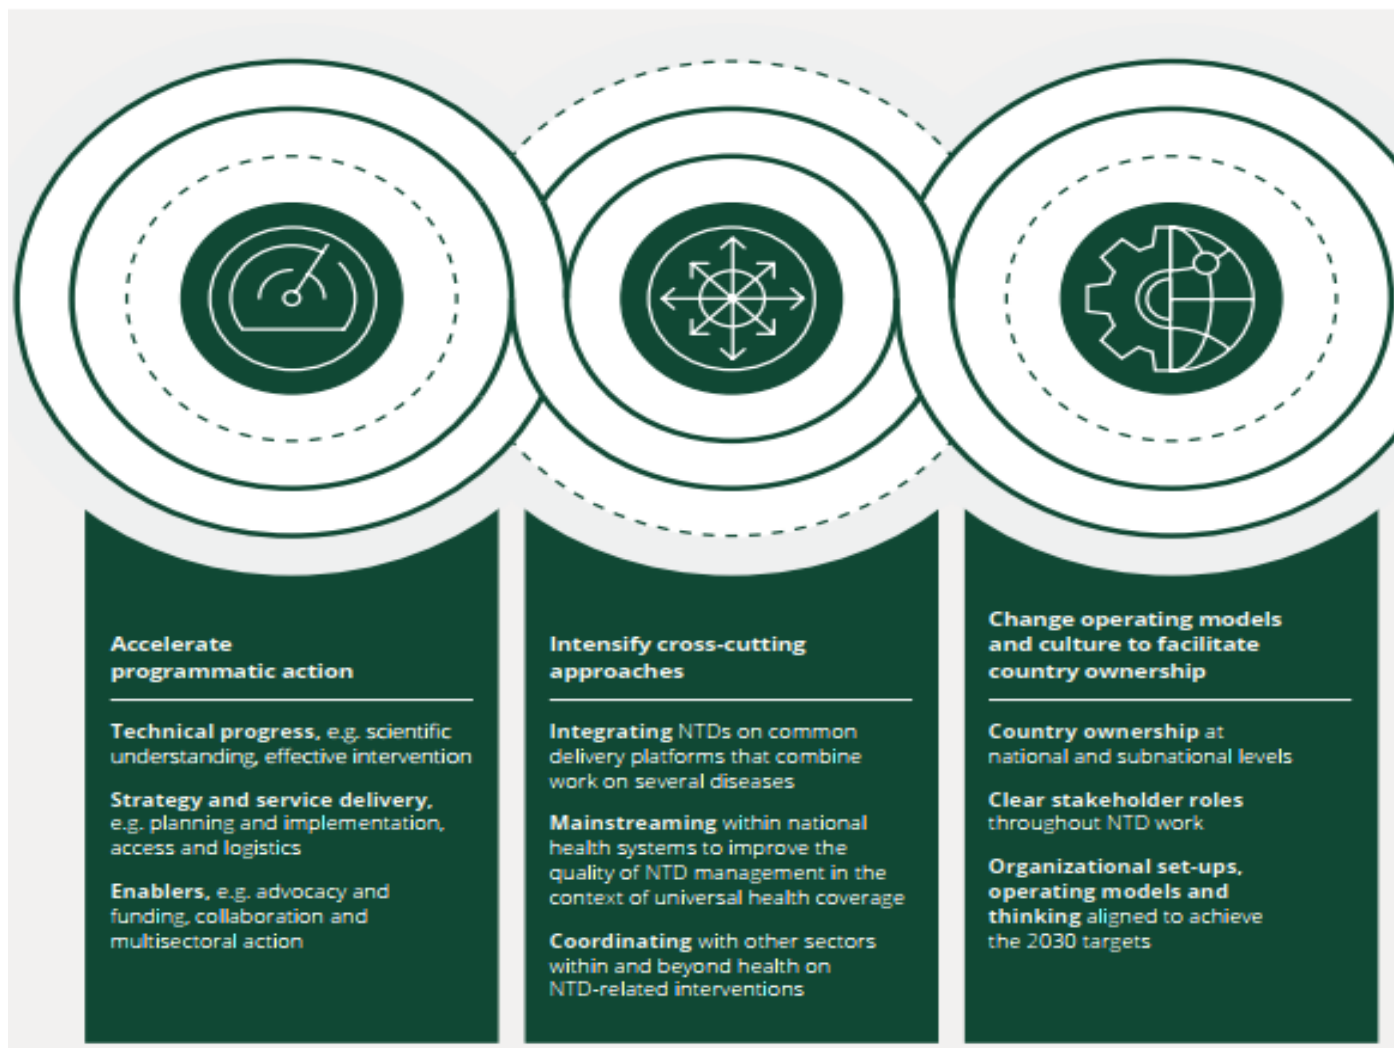 Accelerate
programmatic action
Technical progress, e.g. scientific
understanding, effective intervention
Strategy and service delivery,
e.g. planning and implementation,
access and logistics
Enablers, e.g. advocacy and
funding, collaboration and
multisectoral action
Intensify cross-cutting
approaches
Integrating NTDs on common
delivery platforms that combine
work on several diseases
Mainstreaming within national
health systems to improve the
quality of NTD management in the
context of universal health coverage
Coordinating with other sectors
within and beyond health on
NTD-related interventions
Change operating models
and culture to facilitate
country ownership
Country ownership at
national and subnational levels
Clear stakeholder roles
throughout NTD work
Organizational set-ups,
operating models and
thinking aligned to achieve
the 2030 targets